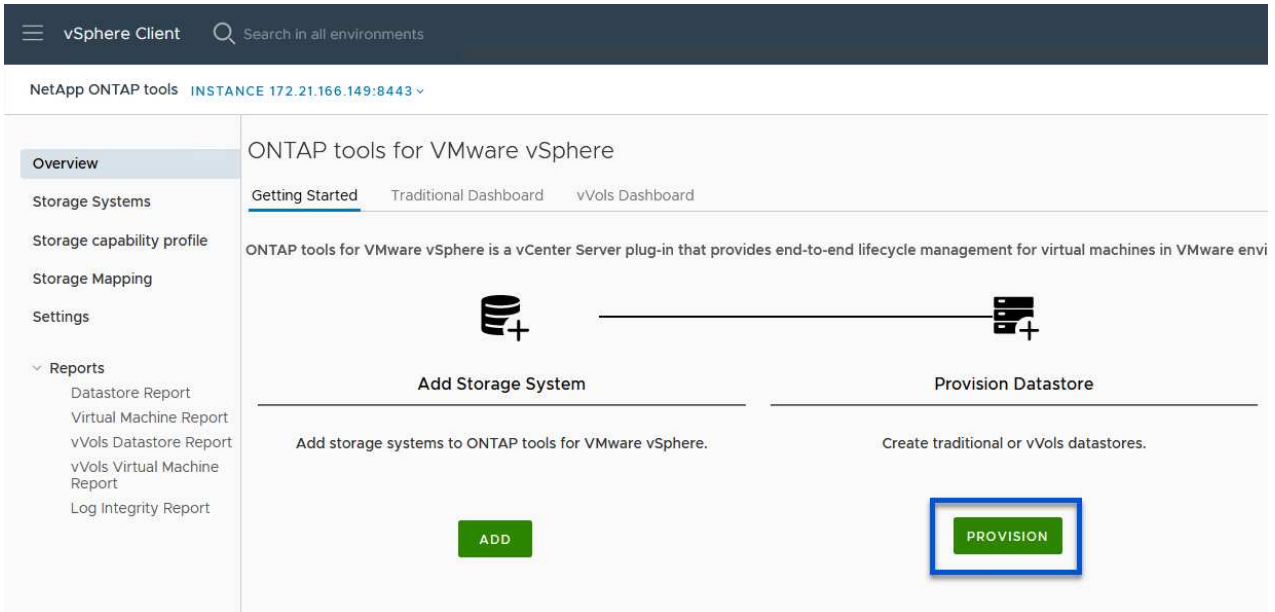 vSphere Client
Search in all environments
NetApp ONTAP tools INSTANCE 172.21.166.149:8443
Overview
Storage Systems
Storage capability profile
Storage Mapping
Settings
Reports
Datastore Report
Virtual Machine Report
vVols Datastore Report
vVols Virtual Machine
Report
Log Integrity Report
ONTAP tools for VMware vSphere
Getting Started Traditional Dashboard vVols Dashboard
ONTAP tools for VMware vSphere is a vCenter Server plug-in that provides end-to-end lifecycle management for virtual machines in VMware envi
Add Storage System
Add storage systems to ONTAP tools for VMware vSphere.
ADD
Provision Datastore
Create traditional or vVols datastores.
PROVISION